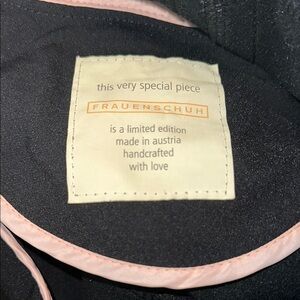 this very special piece
FRAUENSCHUH
is a limited edition
made in austria
handcrafted
with love